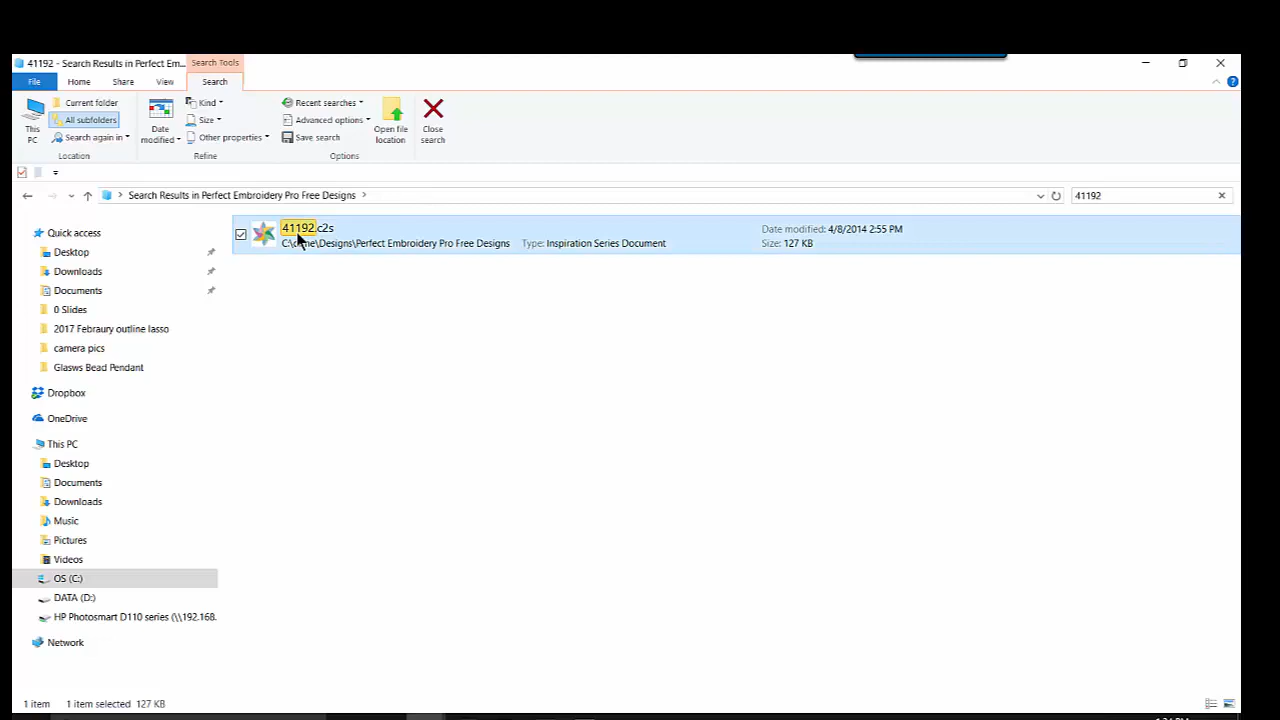 41192 - Search Results in Perfect Em... Search Tools
File Home Share View Search
This PC
Current folder
All subfolders
Search again in
Location
Date modified
Kind
Size
Other properties
Refine
Recent searches
Advanced options
Save search
Options
Open file location
Close search
Search Results in Perfect Embroidery Pro Free Designs
41192
Quick access
Desktop
Downloads
Documents
0 Slides
2017 Febraury outline lasso
camera pics
Glasws Bead Pendant
Dropbox
OneDrive
This PC
Desktop
Documents
Downloads
Music
Pictures
Videos
OS (C:)
DATA (D:)
HP Photosmart D110 series (\\192.168.
Network
41192.c2s
\Designs\Perfect Embroidery Pro Free Designs
Type: Inspiration Series Document
Date modified: 4/8/2014 2:55 PM
Size: 127 KB
1 item 1 item selected 127 KB